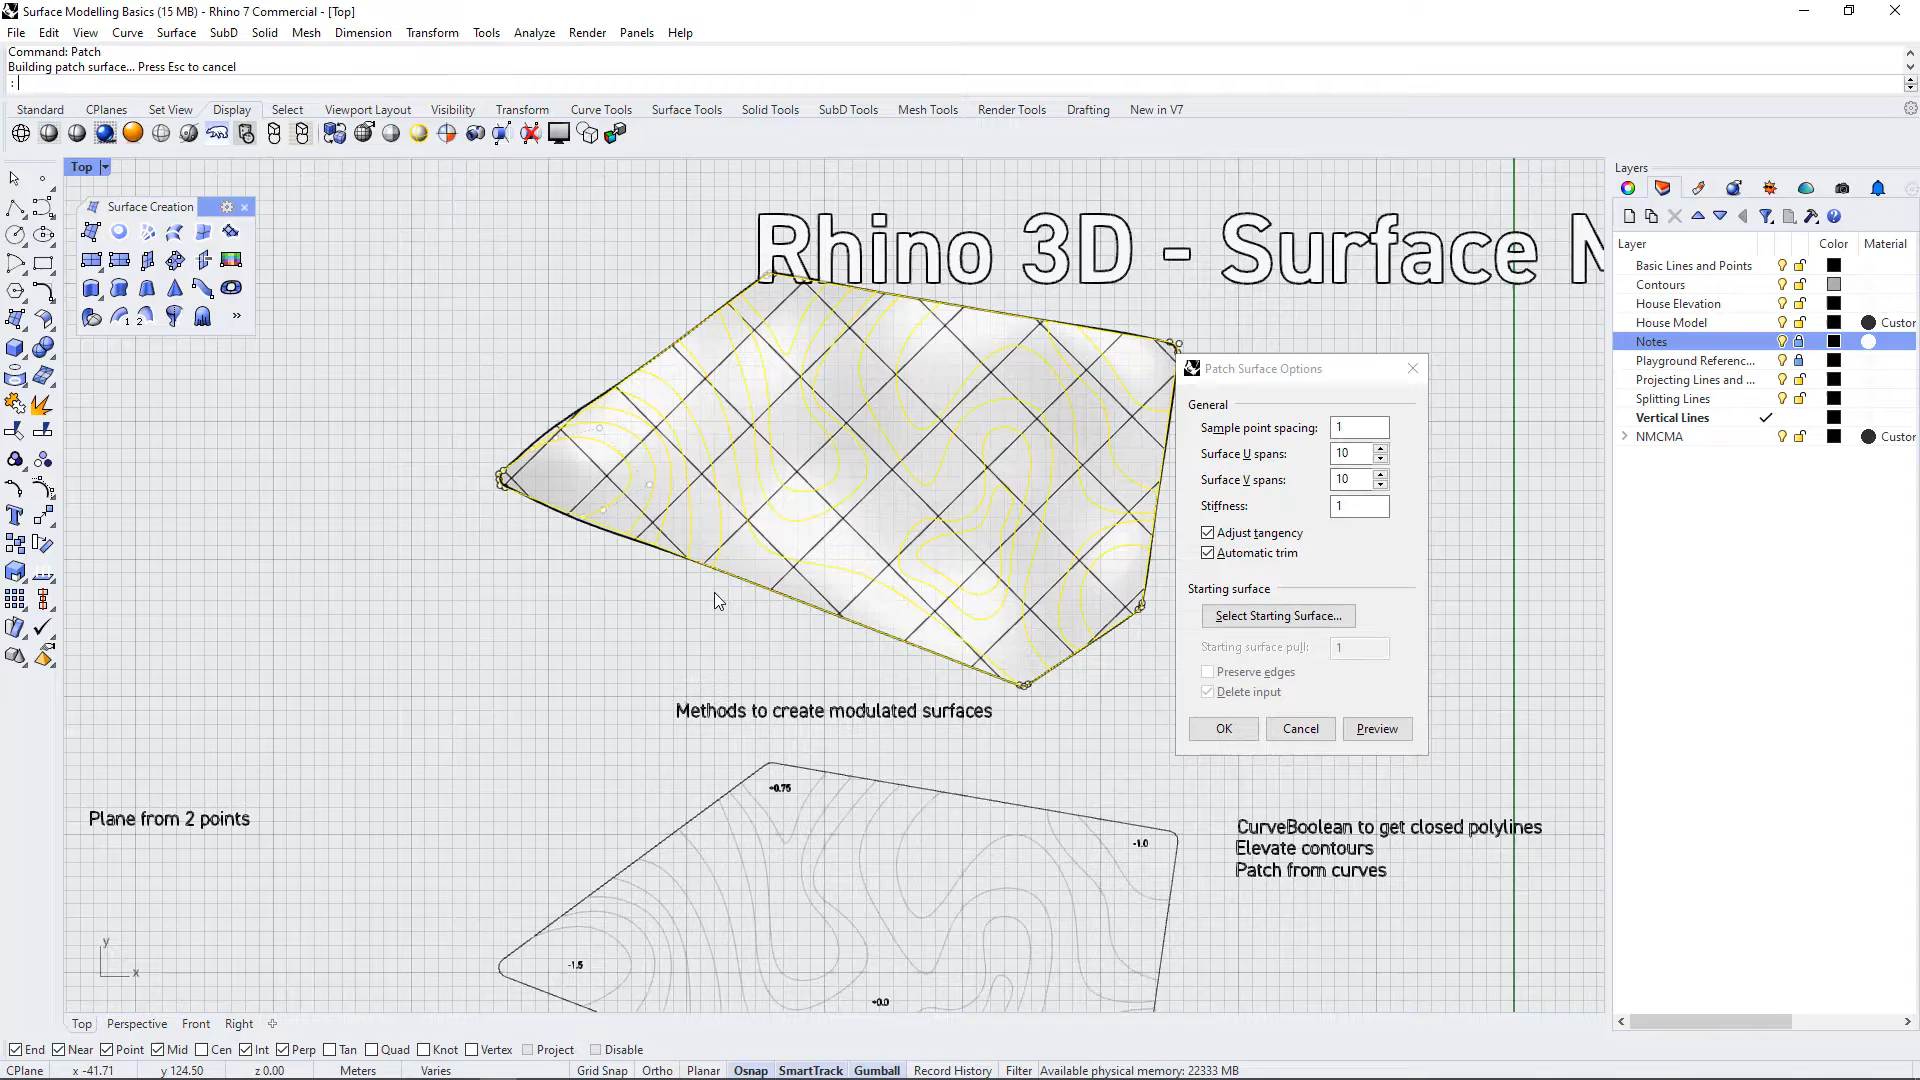 Surface Modelling Basics (15 MB) - Rhino 7 Commercial - [Top]
File Edit View Curve Surface SubD Solid Mesh Dimension Transform Tools Analyze Render Panels Help
Command: Patch
Building patch surface... Press Esc to cancel
:
Standard CPlanes Set View Display Select Viewport Layout Visibility Transform Curve Tools Surface Tools Solid Tools SubD Tools Mesh Tools Render Tools Drafting New in V7
Top
Surface Creation
1 2
Rhino 3D - Surface M
Patch Surface Options
General
Sample point spacing: 1
Surface U spans: 10
Surface V spans: 10
Stiffness: 1
Adjust tangency
Automatic trim
Starting surface
Select Starting Surface...
Starting surface pull: 1
Preserve edges
Delete input
OK Cancel Preview
Methods to create modulated surfaces
Plane from 2 points
-1.0
-1.5
CurveBoolean to get closed polylines
Elevate contours
Patch from curves
y
x
Layers
Layer Color Material
Basic Lines and Points
Contours
House Elevation
House Model Custor
Notes
Playground Referenc...
Projecting Lines and ...
Splitting Lines
Vertical Lines
NMCMA Custor
Top Perspective Front Right
End Near Point Mid Cen Int Perp Tan Quad Knot Vertex Project Disable
CPlane x -41.71 y 124.50 z 0.00 Meters Varies Grid Snap Ortho Planar Osnap SmartTrack Gumball Record History Filter Available physical memory: 22333 MB